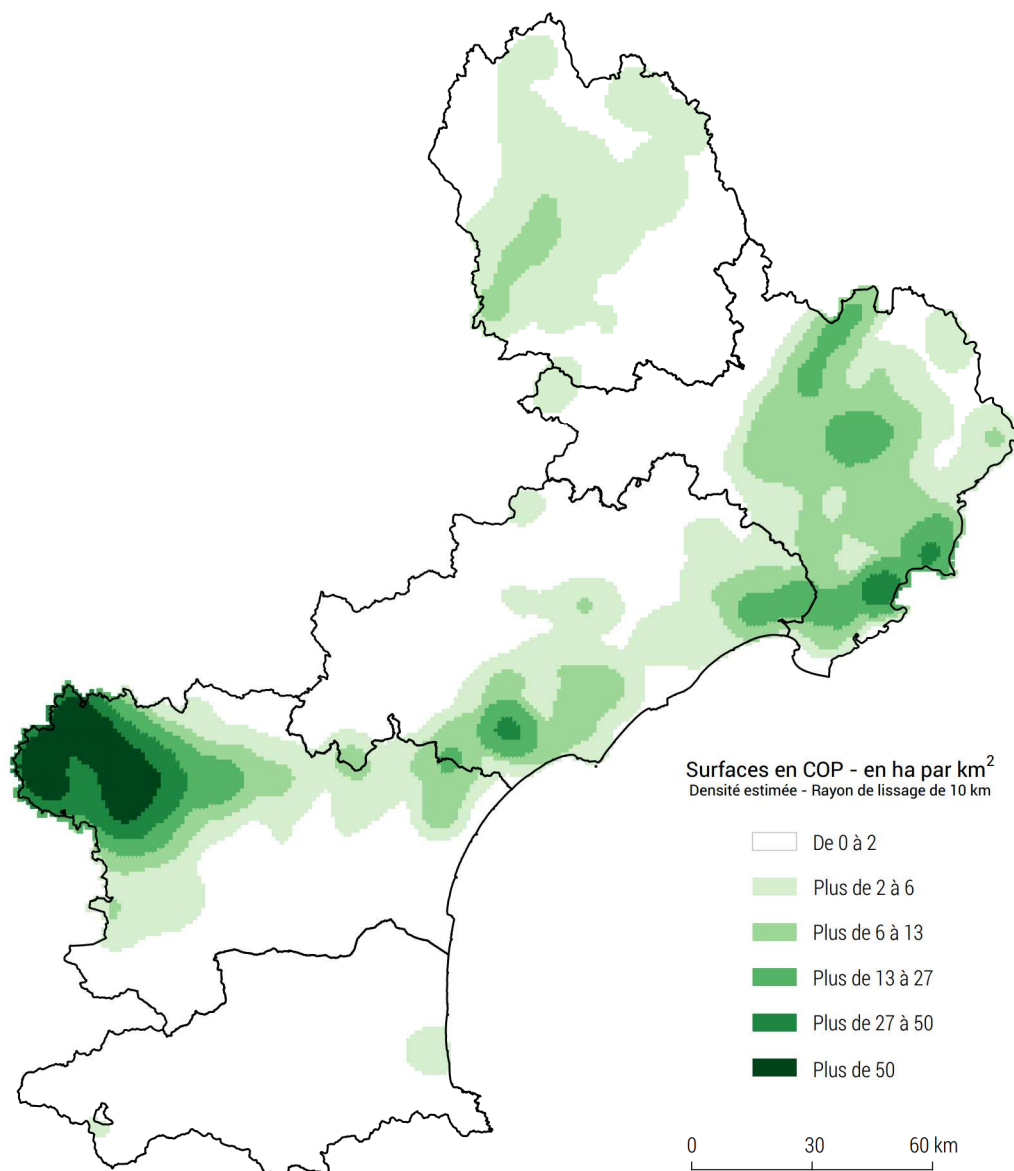 Surfaces en COP - en ha par km²
Densité estimée - Rayon de lissage de 10 km
De 0 à 2
Plus de 2 à 6
Plus de 6 à 13
Plus de 13 à 27
Plus de 27 à 50
Plus de 50
0 30 60 km